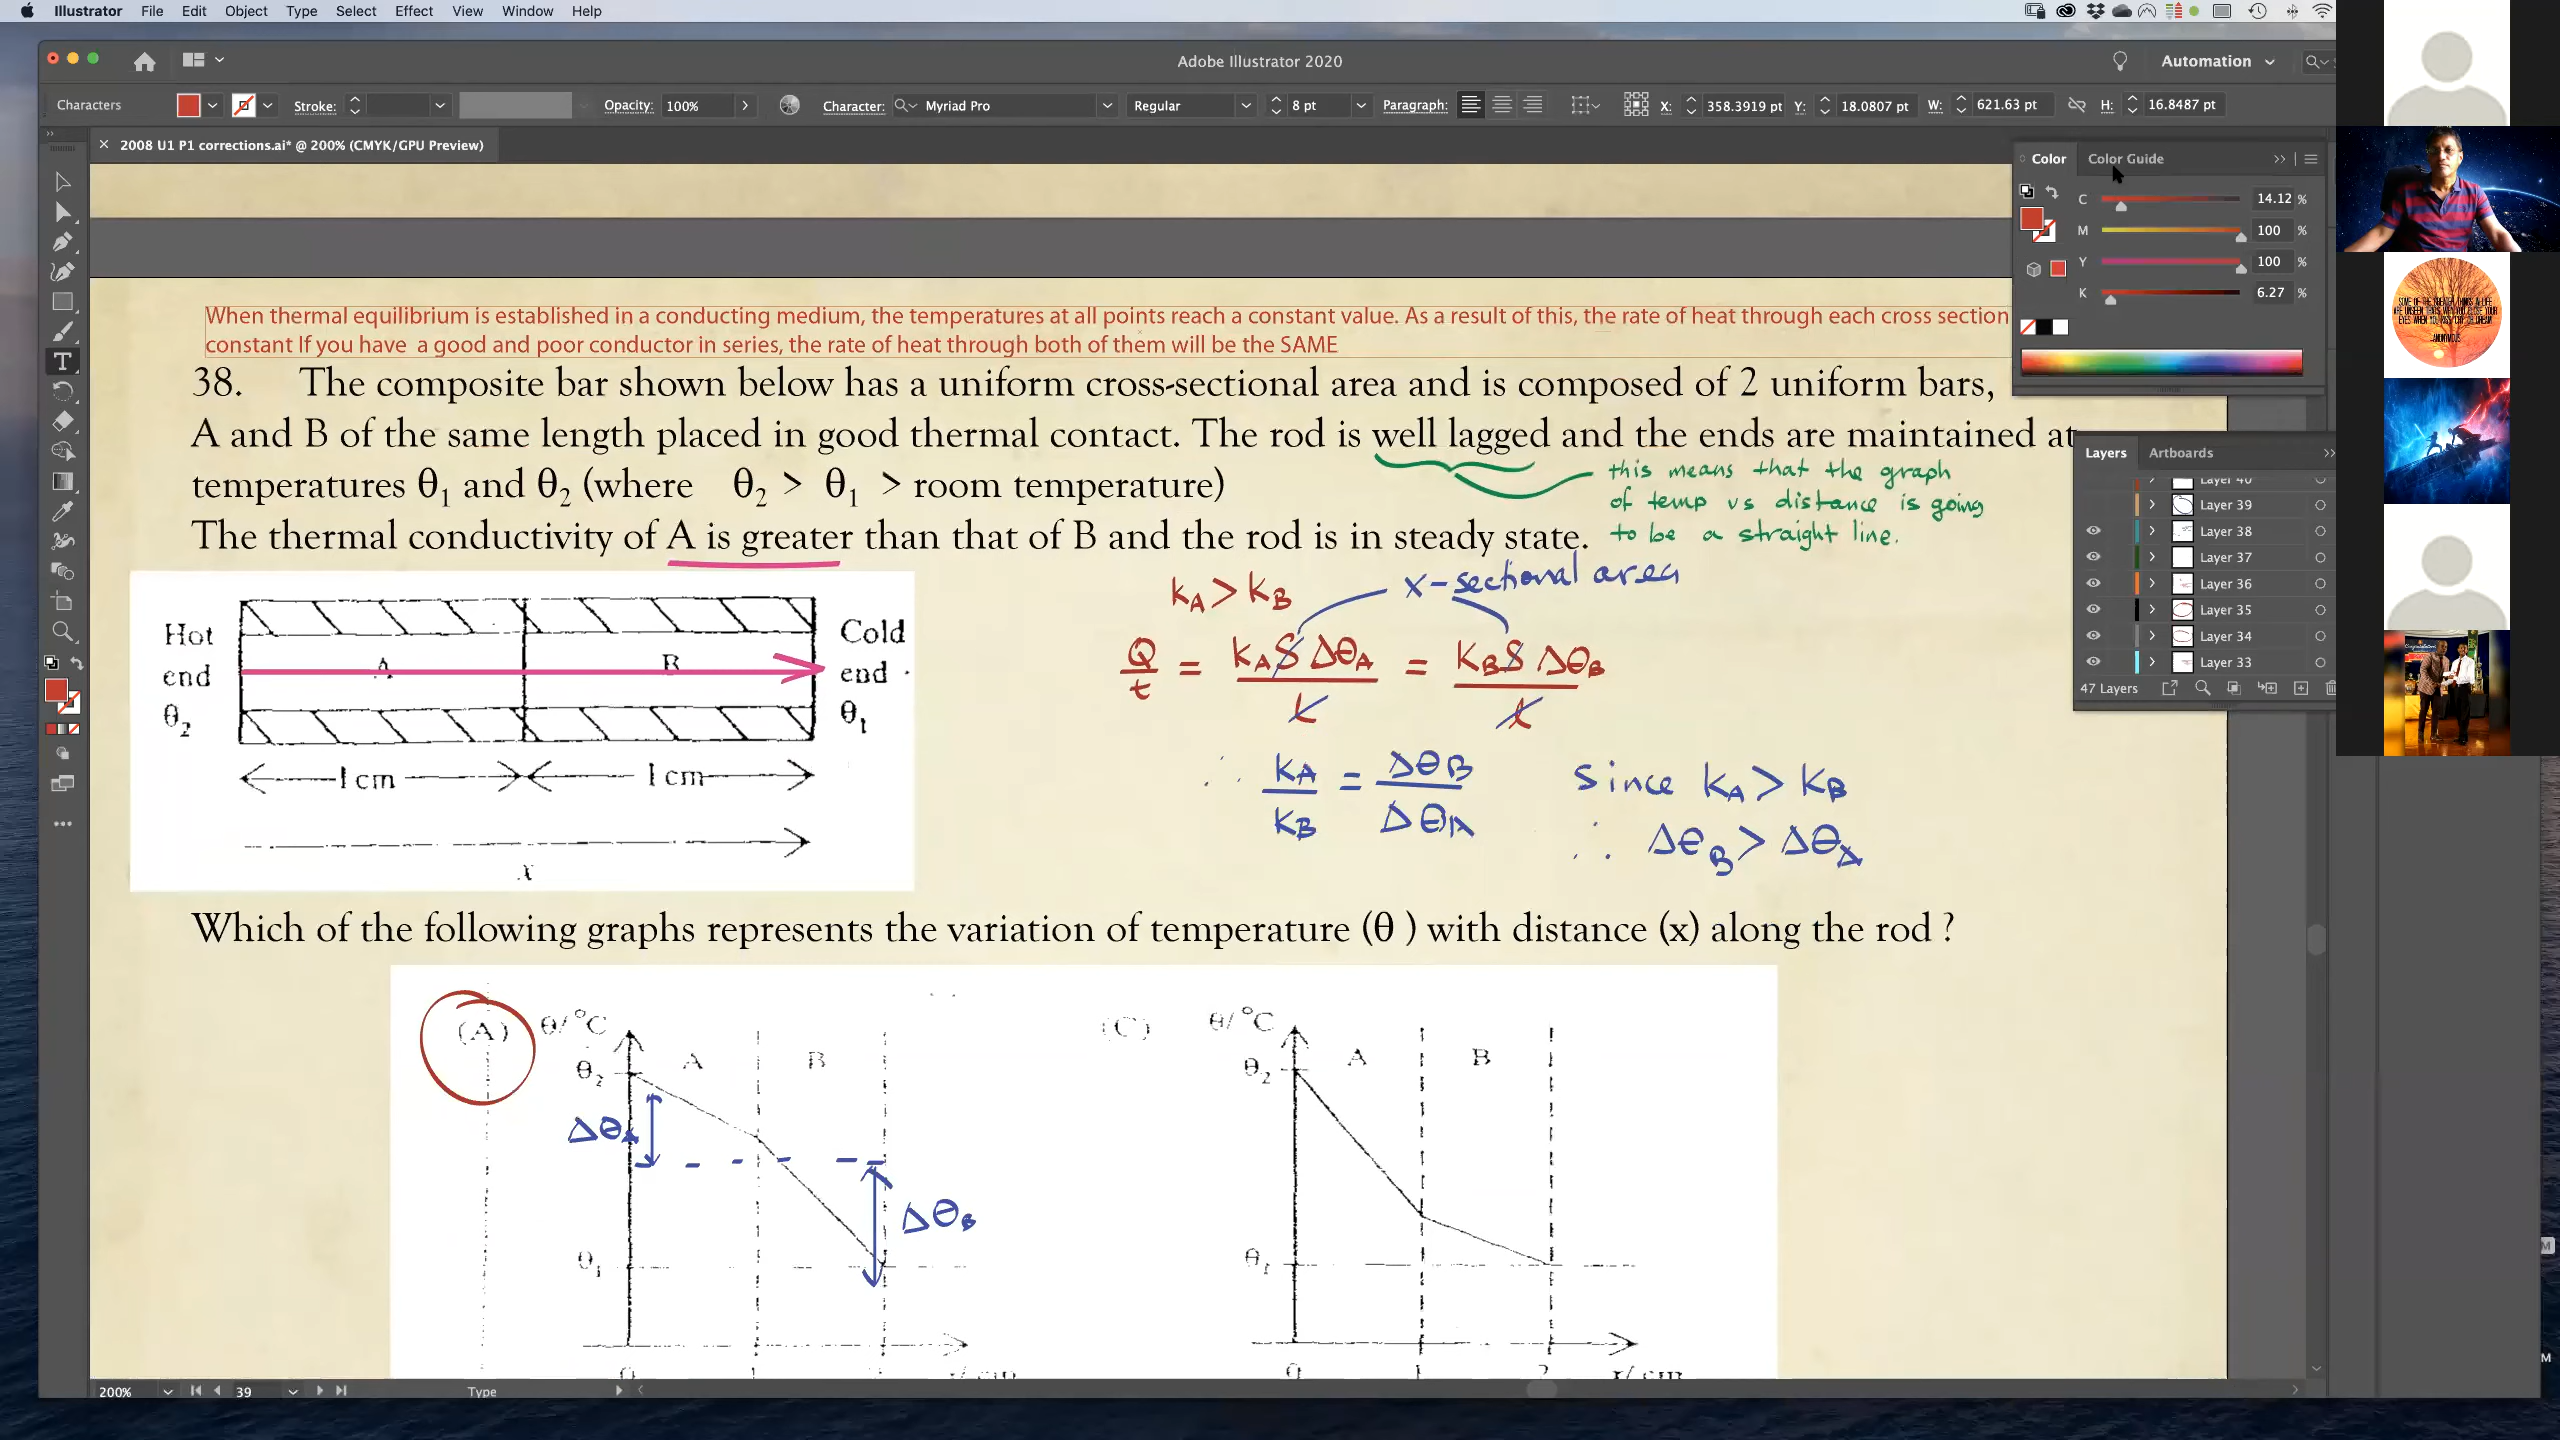 Illustrator File Edit Object Type Select Effect View Window Help
Adobe Illustrator 2020
Automation
Characters Stroke: Opacity: 100% Character: Myriad Pro Regular 8 pt Paragraph: X: 358.3919 pt Y: 18.0807 pt W: 621.63 pt H: 16.8487 pt
2008 U1 P1 corrections.ai* @ 200% (CMYK/GPU Preview)
Color Color Guide
C 14.12 %
M 100 %
Y 100 %
K 6.27 %
When thermal equilibrium is established in a conducting medium, the temperatures at all points reach a constant value. As a result of this, the rate of heat through each cross section
constant If you have a good and poor conductor in series, the rate of heat through both of them will be the SAME
38. The composite bar shown below has a uniform cross-sectional area and is composed of 2 uniform bars,
A and B of the same length placed in good thermal contact. The rod is well lagged and the ends are maintained at
temperatures θ₁ and θ₂ (where θ₂ > θ₁ > room temperature)
The thermal conductivity of A is greater than that of B and the rod is in steady state.
this means that the graph
of temp vs distance is going
to be a straight line.
Layers Artboards
Layer 40
Layer 39
Layer 38
Layer 37
Layer 36
Layer 35
Layer 34
Layer 33
47 Layers
Hot
end
θ₂
A
B
Cold
end
θ₁
1 cm
1 cm
x
kA > kB
x-sectional area
Q/t = kA S ΔθA / l = kB S ΔθB / l
∴ kA/kB = ΔθB/ΔθA
Since kA > kB
∴ ΔθB > ΔθA
Which of the following graphs represents the variation of temperature (θ ) with distance (x) along the rod ?
(A) θ/°C
θ₂
A
B
ΔθA
ΔθB
θ₁
(C) θ/°C
θ₂
A
B
θ₁
0 1 2 x/cm
200% 39 Type